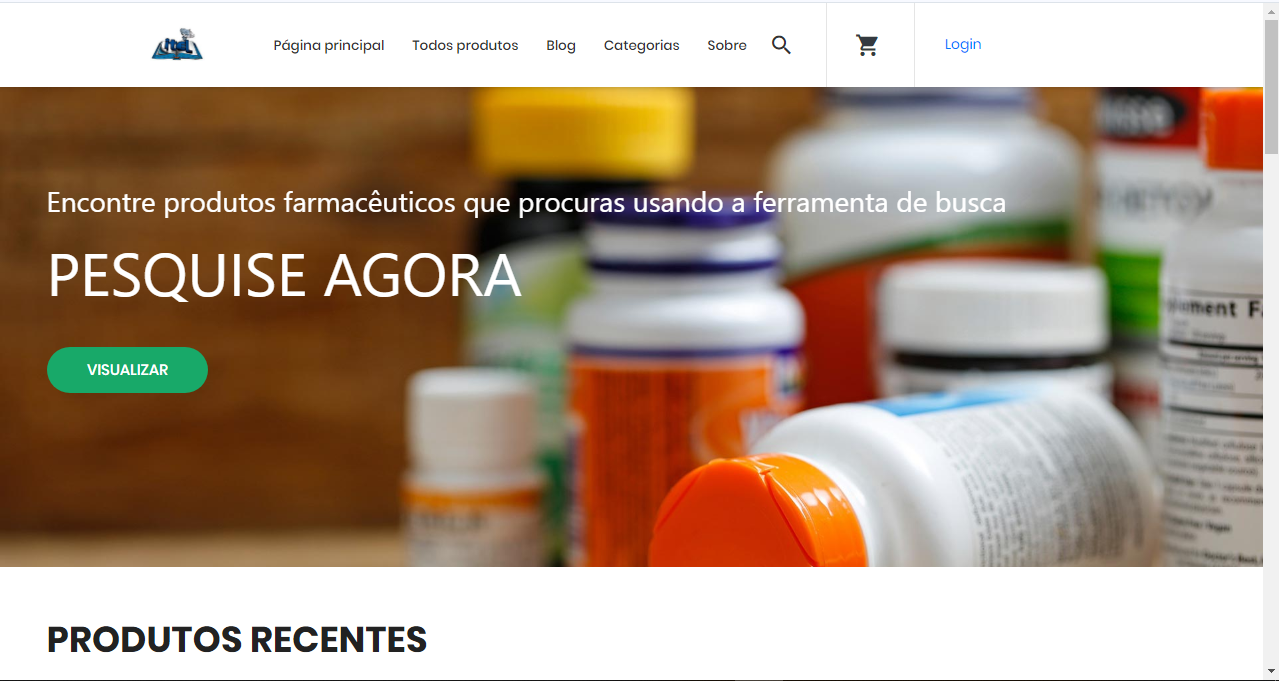 Página principal
Todos produtos
Blog
Categorias
Sobre
Login
Encontre produtos farmacêuticos que procuras usando a ferramenta de busca
PESQUISE AGORA
VISUALIZAR
PRODUTOS RECENTES